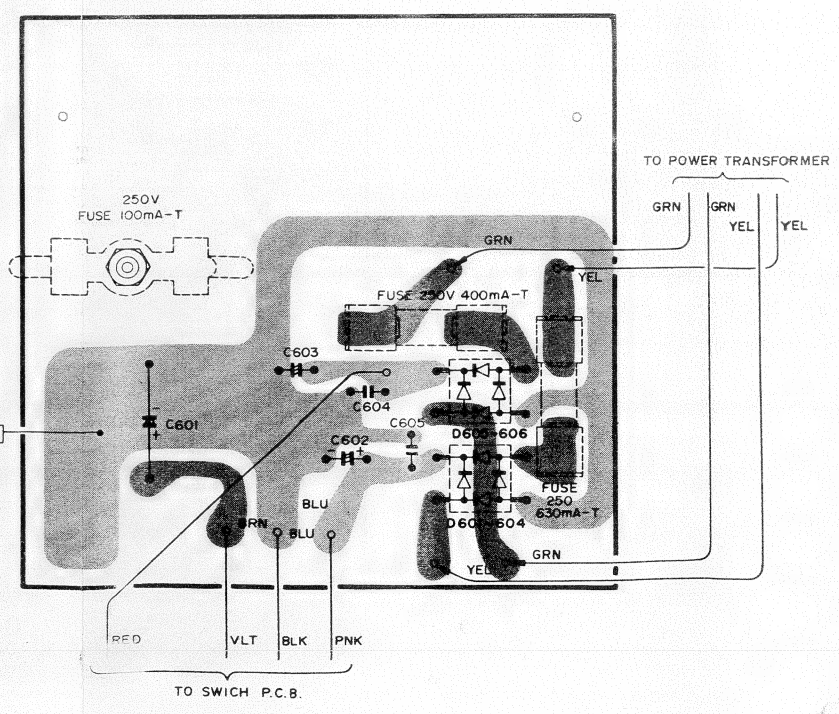 TO POWER TRANSFORMER
GRN
GRN
YEL
YEL
250V
FUSE 100mA-T
GRN
YEL
FUSE 250V 400mA-T
C603
C604
C601
-
+
C605
C602
-
+
D605-606
D601-604
FUSE
250
630mA-T
BLU
BRN
BLU
GRN
YEL
RED
VLT
BLK
PNK
TO SWICH P.C.B.